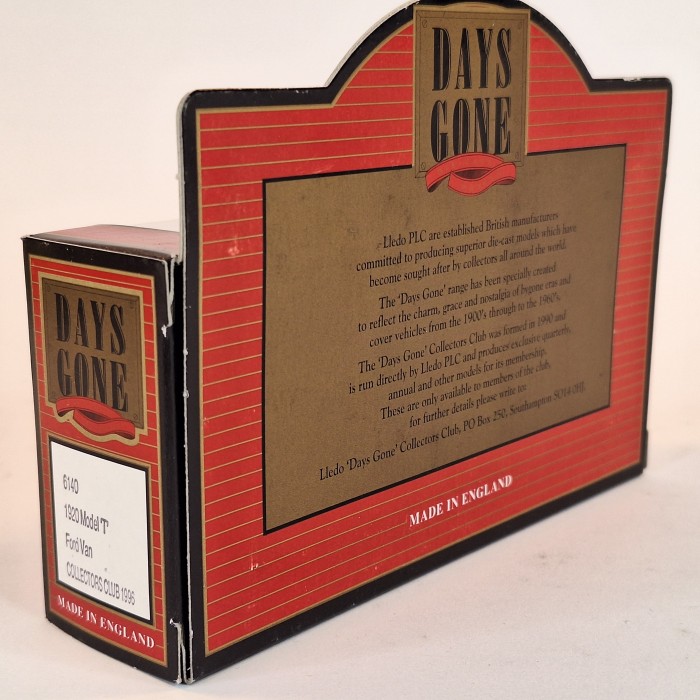 DAYS
GONE
Lledo PLC are established British manufacturers
committed to producing superior die-cast models which have
become sought after by collectors all around the world.
The 'Days Gone' range has been specially created
to reflect the charm, grace and nostalgia of bygone eras and
cover vehicles from the 1900's through to the 1960's.
The 'Days Gone' Collectors Club was formed in 1990 and
is run directly by Lledo PLC and produces exclusive quarterly,
annual and other models for its membership.
These are only available to members of the club,
for further details please write to:
Lledo 'Days Gone' Collectors Club, PO Box 250, Southampton SO14
MADE IN ENGLAND
DAYS
GONE
614D
1920 Model "T"
Ford Van
COLLECTORS CLUB 1996
MADE IN ENGLAND